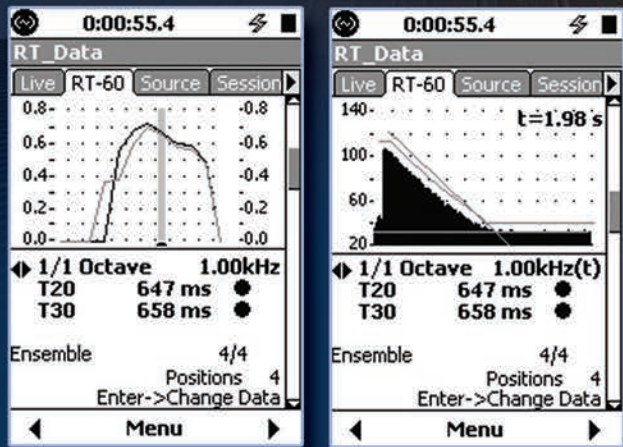 0:00:55.4
RT_Data
Live RT-60 Source Session
0.8- -0.8
0.6- -0.6
0.4- -0.4
0.2- -0.2
0.0- -0.0
1/1 Octave 1.00kHz
T20 647 ms
T30 658 ms
Ensemble 4/4
Positions 4
Enter->Change Data
Menu
0:00:55.4
RT_Data
Live RT-60 Source Session
140-
t=1.98 s
100-
60-
20
1/1 Octave 1.00kHz(t)
T20 647 ms
T30 658 ms
Ensemble 4/4
Positions 4
Enter->Change Data
Menu